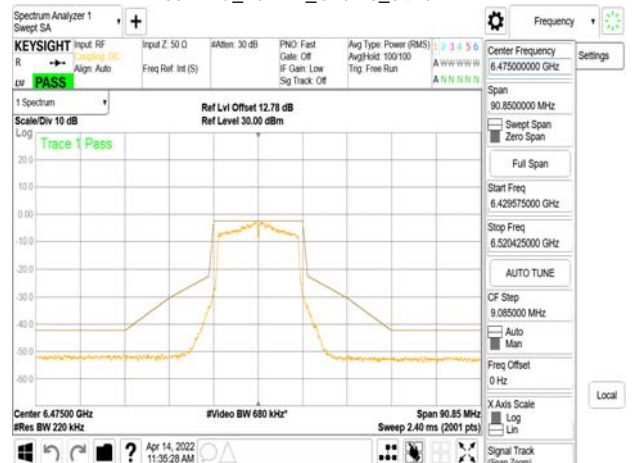 Spectrum Analyzer 1
Swept SA
Frequency
KEYSIGHT
Input: RF
Coupling: DC
Align: Auto
Input Z: 50 Ω
Freq Ref: Int (S)
#Atten: 30 dB
PNO: Fast
Gate: Off
IF Gain: Low
Sig Track: Off
Avg Type: Power (RMS)
Avg|Hold: 100/100
Trig: Free Run
1 2 3 4 5 6
A W W W W W
A N N N N N
R
LV
PASS
1 Spectrum
Scale/Div 10 dB
Ref Lvl Offset 12.78 dB
Ref Level 30.00 dBm
Log
Trace 1 Pass
20.0
10.0
0.00
-10.0
-20.0
-30.0
-40.0
-50.0
-60.0
Center 6.47500 GHz
#Res BW 220 kHz
#Video BW 680 kHz*
Span 90.85 MHz
Sweep 2.40 ms (2001 pts)
Apr 14, 2022
11:35:28 AM
Center Frequency
6.475000000 GHz
Settings
Span
90.8500000 MHz
Swept Span
Zero Span
Full Span
Start Freq
6.429575000 GHz
Stop Freq
6.520425000 GHz
AUTO TUNE
CF Step
9.085000 MHz
Auto
Man
Freq Offset
0 Hz
X Axis Scale
Log
Lin
Local
Signal Track
(Span Zoom)